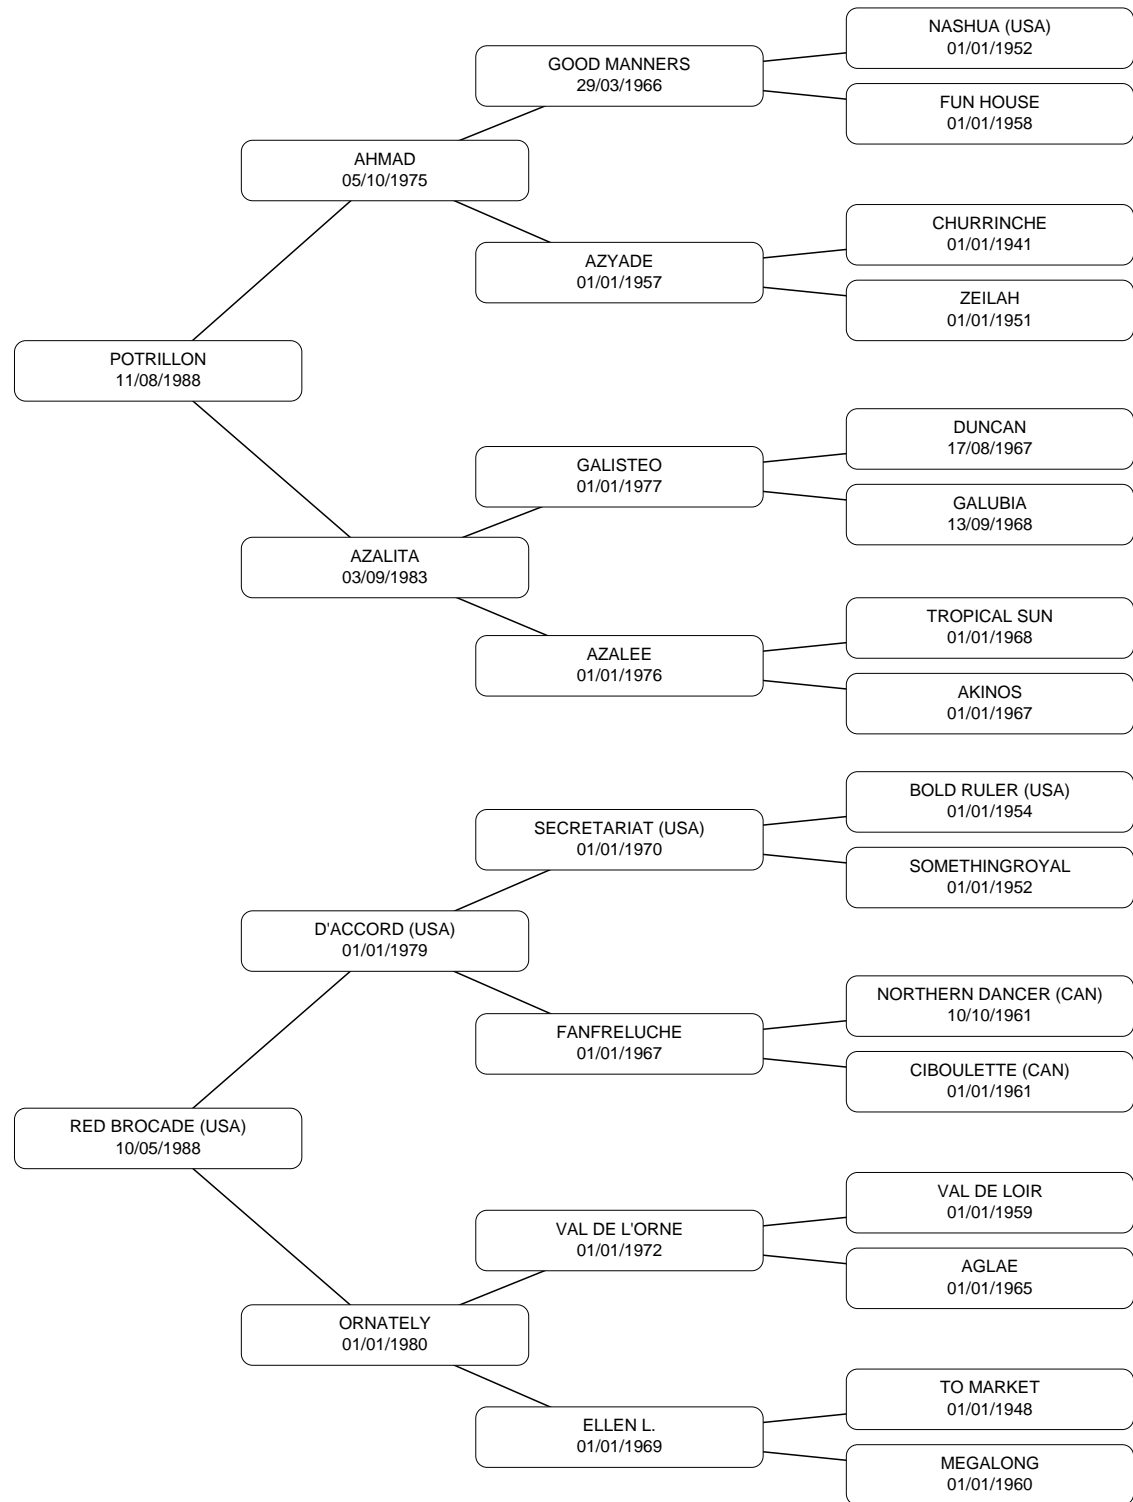 NASHUA (USA)
01/01/1952
GOOD MANNERS
29/03/1966
FUN HOUSE
01/01/1958
AHMAD
05/10/1975
CHURRINCHE
01/01/1941
AZYADE
01/01/1957
ZEILAH
01/01/1951
POTRILLON
11/08/1988
DUNCAN
17/08/1967
GALISTEO
01/01/1977
GALUBIA
13/09/1968
AZALITA
03/09/1983
TROPICAL SUN
01/01/1968
AZALEE
01/01/1976
AKINOS
01/01/1967
BOLD RULER (USA)
01/01/1954
SECRETARIAT (USA)
01/01/1970
SOMETHINGROYAL
01/01/1952
D'ACCORD (USA)
01/01/1979
NORTHERN DANCER (CAN)
10/10/1961
FANFRELUCHE
01/01/1967
CIBOULETTE (CAN)
01/01/1961
RED BROCADE (USA)
10/05/1988
VAL DE LOIR
01/01/1959
VAL DE L'ORNE
01/01/1972
AGLAE
01/01/1965
ORNATELY
01/01/1980
TO MARKET
01/01/1948
ELLEN L.
01/01/1969
MEGALONG
01/01/1960